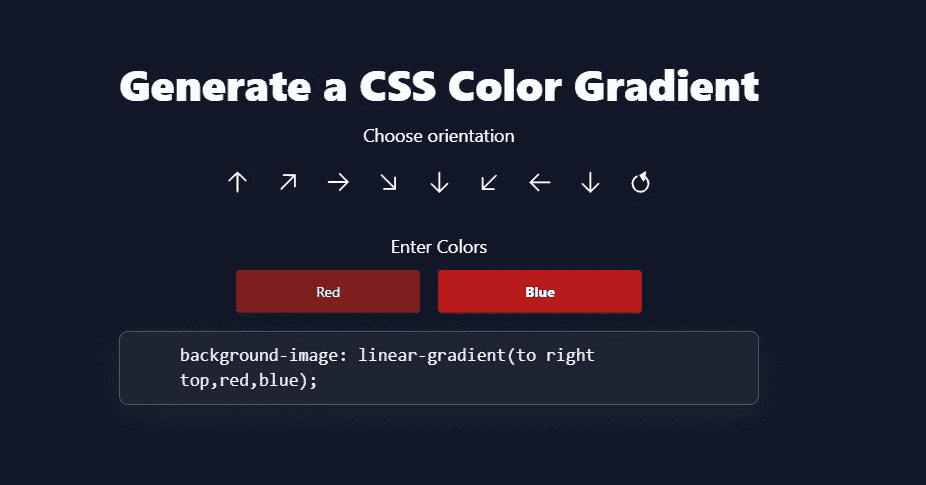 Generate a CSS Color Gradient
Choose orientation
Enter Colors
Red Blue
background-image: linear-gradient(to right
top,red,blue);